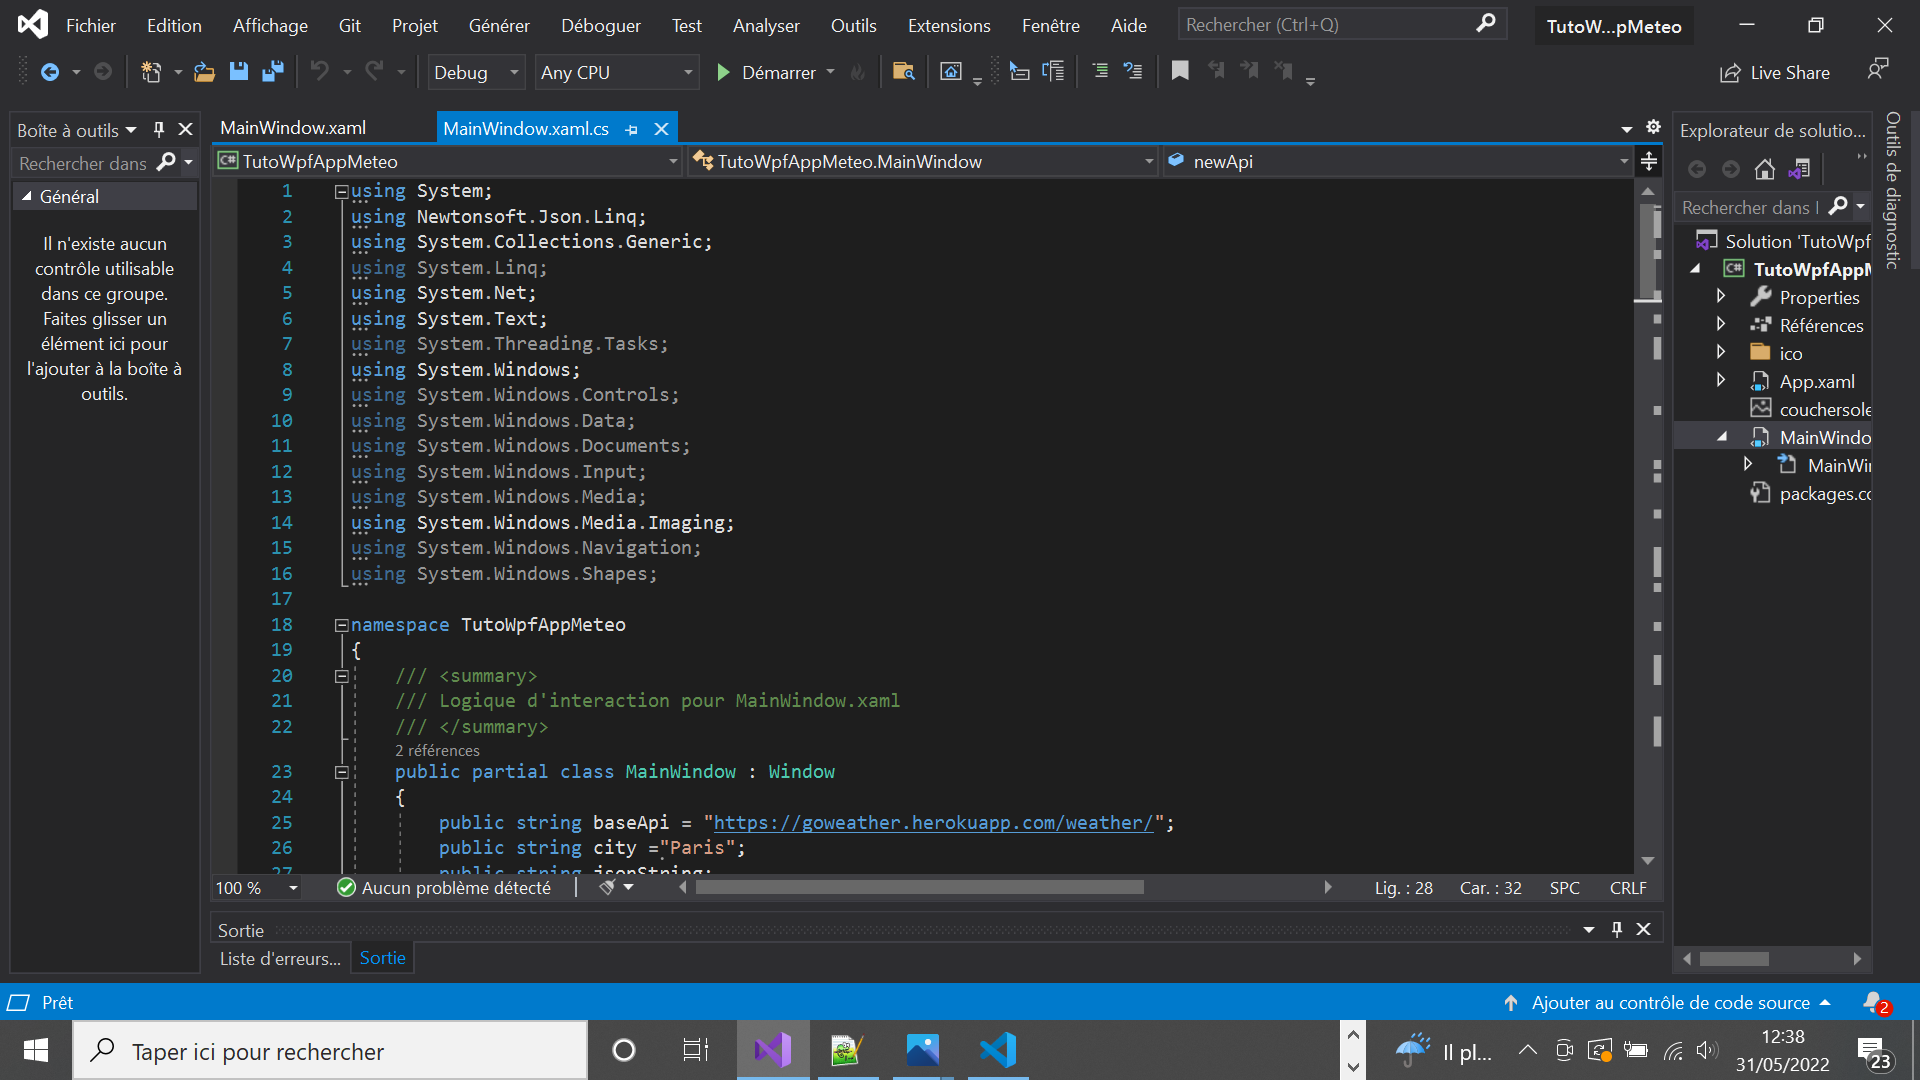 Fichier Edition Affichage Git Projet Générer Déboguer Test Analyser Outils Extensions Fenêtre Aide Rechercher (Ctrl+Q) TutoW...pMeteo
Debug Any CPU Démarrer Live Share
Boîte à outils
Rechercher dans
Général
Il n'existe aucun
contrôle utilisable
dans ce groupe.
Faites glisser un
élément ici pour
l'ajouter à la boîte à
outils.
MainWindow.xaml MainWindow.xaml.cs
TutoWpfAppMeteo TutoWpfAppMeteo.MainWindow newApi
1 using System;
2 using Newtonsoft.Json.Linq;
3 using System.Collections.Generic;
4 using System.Linq;
5 using System.Net;
6 using System.Text;
7 using System.Threading.Tasks;
8 using System.Windows;
9 using System.Windows.Controls;
10 using System.Windows.Data;
11 using System.Windows.Documents;
12 using System.Windows.Input;
13 using System.Windows.Media;
14 using System.Windows.Media.Imaging;
15 using System.Windows.Navigation;
16 using System.Windows.Shapes;
17
18 namespace TutoWpfAppMeteo
19 {
20 /// <summary>
21 /// Logique d'interaction pour MainWindow.xaml
22 /// </summary>
2 références
23 public partial class MainWindow : Window
24 {
25 public string baseApi = "https://goweather.herokuapp.com/weather/";
26 public string city ="Paris";
27 public string jsonString;
100 % Aucun problème détecté Lig. : 28 Car. : 32 SPC CRLF
Sortie
Liste d'erreurs... Sortie
Explorateur de solutio...
Rechercher dans l
Solution 'TutoWpf
C# TutoWpfAppM
Properties
Références
ico
App.xaml
couchersole
MainWindo
MainWin
packages.co
Outils de diagnostic
Prêt Ajouter au contrôle de code source 2
Taper ici pour rechercher Il pl... 12:38
31/05/2022 23